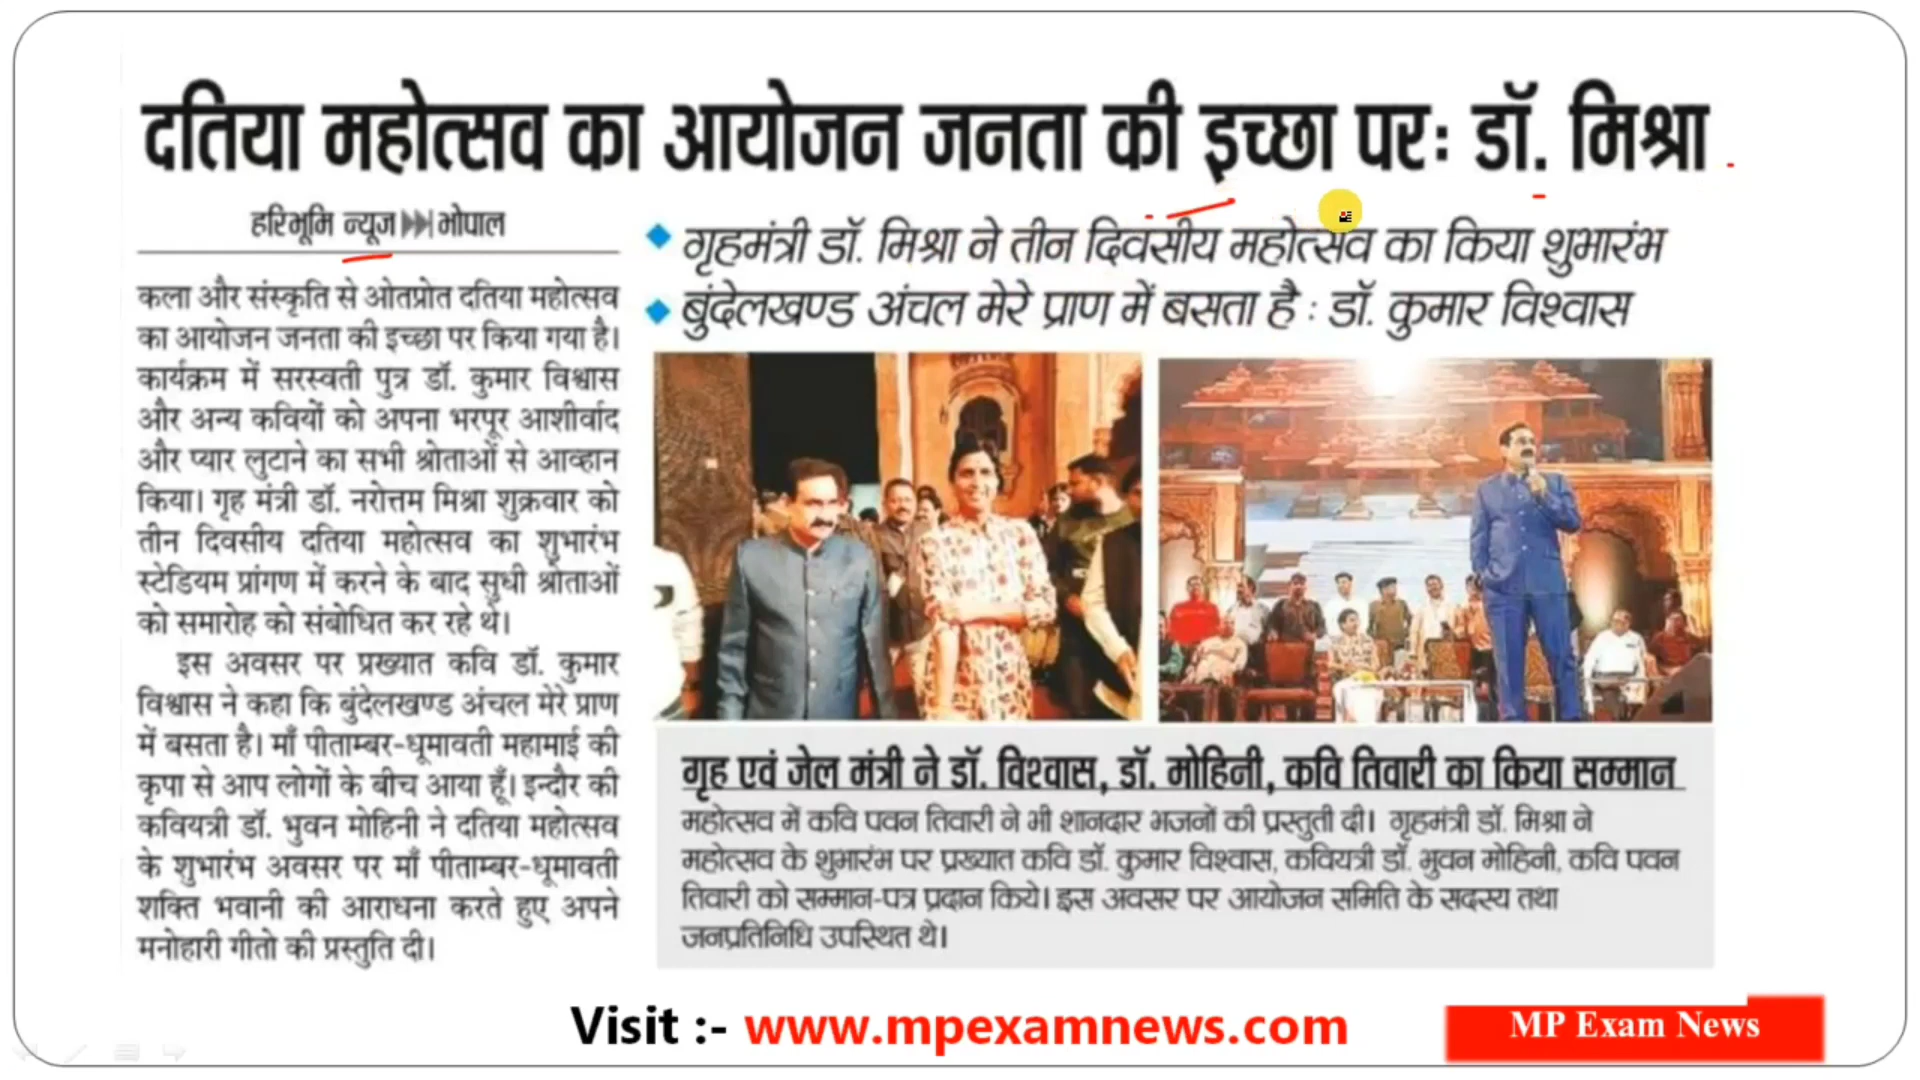 दतिया महोत्सव का आयोजन जनता की इच्छा परः डॉ. मिश्रा
हरिभूमि न्यूज भोपाल
कला और संस्कृति से ओतप्रोत दतिया महोत्सव
का आयोजन जनता की इच्छा पर किया गया है।
कार्यक्रम में सरस्वती पुत्र डॉ. कुमार विश्वास
और अन्य कवियों को अपना भरपूर आशीर्वाद
और प्यार लुटाने का सभी श्रोताओं से आव्हान
किया। गृह मंत्री डॉ. नरोत्तम मिश्रा शुक्रवार को
तीन दिवसीय दतिया महोत्सव का शुभारंभ
स्टेडियम प्रांगण में करने के बाद सुधी श्रोताओं
को समारोह को संबोधित कर रहे थे।
इस अवसर पर प्रख्यात कवि डॉ. कुमार
विश्वास ने कहा कि बुंदेलखण्ड अंचल मेरे प्राण
में बसता है। माँ पीताम्बर-धूमावती महामाई की
कृपा से आप लोगों के बीच आया हूँ। इन्दौर की
कवियत्री डॉ. भुवन मोहिनी ने दतिया महोत्सव
के शुभारंभ अवसर पर माँ पीताम्बर-धूमावती
शक्ति भवानी की आराधना करते हुए अपने
मनोहारी गीतो की प्रस्तुति दी।
गृहमंत्री डॉ. मिश्रा ने तीन दिवसीय महोत्सव का किया शुभारंभ
बुंदेलखण्ड अंचल मेरे प्राण में बसता है : डॉ. कुमार विश्वास
गृह एवं जेल मंत्री ने डॉ. विश्वास, डॉ. मोहिनी, कवि तिवारी का किया सम्मान
महोत्सव में कवि पवन तिवारी ने भी शानदार भजनों की प्रस्तुती दी। गृहमंत्री डॉ. मिश्रा ने
महोत्सव के शुभारंभ पर प्रख्यात कवि डॉ. कुमार विश्वास, कवियत्री डॉ. भुवन मोहिनी, कवि पवन
तिवारी को सम्मान-पत्र प्रदान किये। इस अवसर पर आयोजन समिति के सदस्य तथा
जनप्रतिनिधि उपस्थित थे।
Visit :- www.mpexamnews.com
MP Exam News